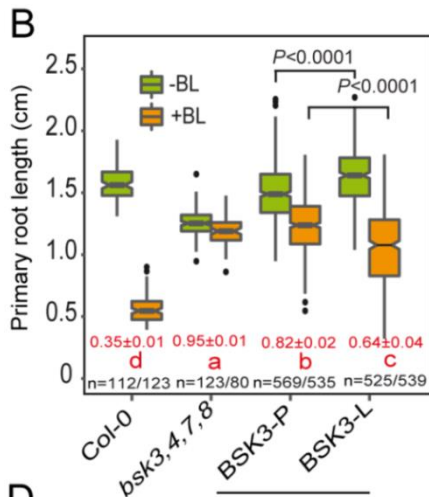 B
Primary root length (cm)
2.5
2.0
1.5
1.0
0.5
0
-BL
+BL
P<0.0001
P<0.0001
0.35±0.01 0.95±0.01 0.82±0.02 0.64±0.04
d a b c
n=112/123 n=123/80 n=569/535 n=525/539
Col-0 bsk3,4,7,8 BSK3-P BSK3-L